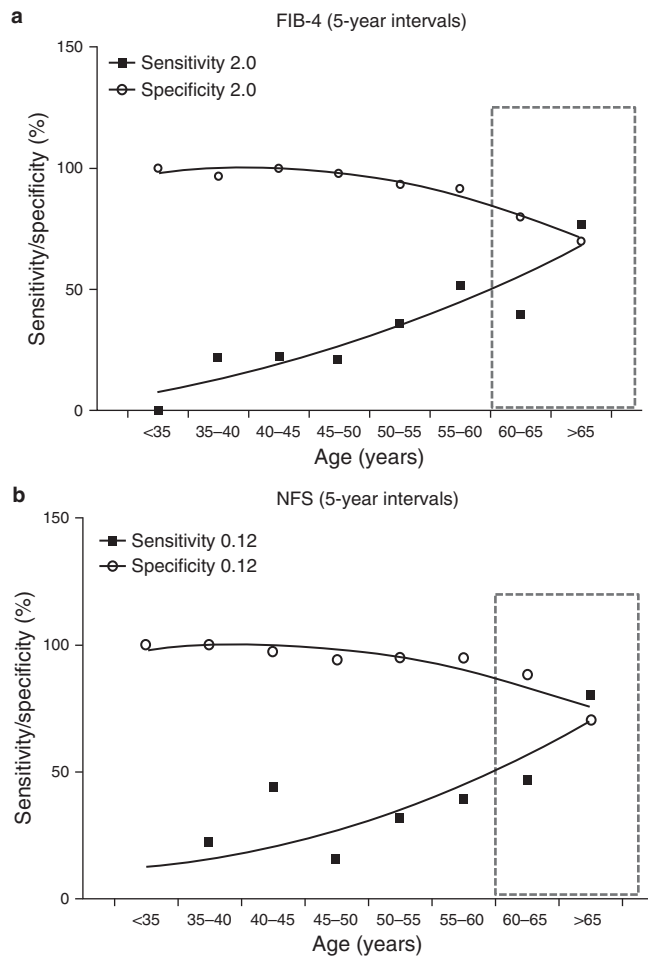 a
FIB-4 (5-year intervals)
150
100
50
0
Sensitivity/specificity (%)
Sensitivity 2.0
Specificity 2.0
<35 35–40 40–45 45–50 50–55 55–60 60–65 >65
Age (years)
b
NFS (5-year intervals)
150
100
50
0
Sensitivity/specificity (%)
Sensitivity 0.12
Specificity 0.12
<35 35–40 40–45 45–50 50–55 55–60 60–65 >65
Age (years)